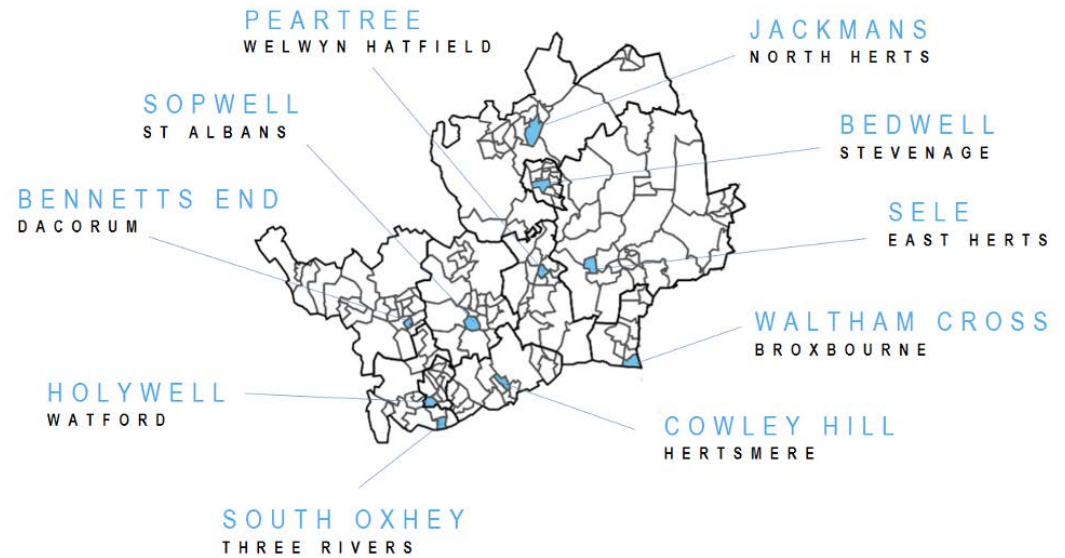 PEARTREE
WELWYN HATFIELD
JACKMANS
NORTH HERTS
SOPWELL
ST ALBANS
BEDWELL
STEVENAGE
BENNETTS END
DACORUM
SELE
EAST HERTS
WALTHAM CROSS
BROXBOURNE
HOLYWELL
WATFORD
COWLEY HILL
HERTSMERE
SOUTH OXHEY
THREE RIVERS